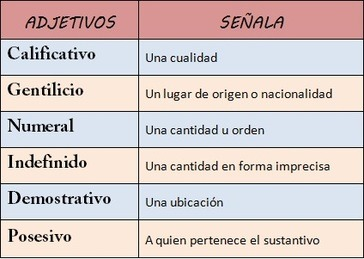 ADJETIVOS SEÑALA
Calificativo Una cualidad
Gentilicio Un lugar de origen o nacionalidad
Numeral Una cantidad u orden
Indefinido Una cantidad en forma imprecisa
Demostrativo Una ubicación
Posesivo A quien pertenece el sustantivo